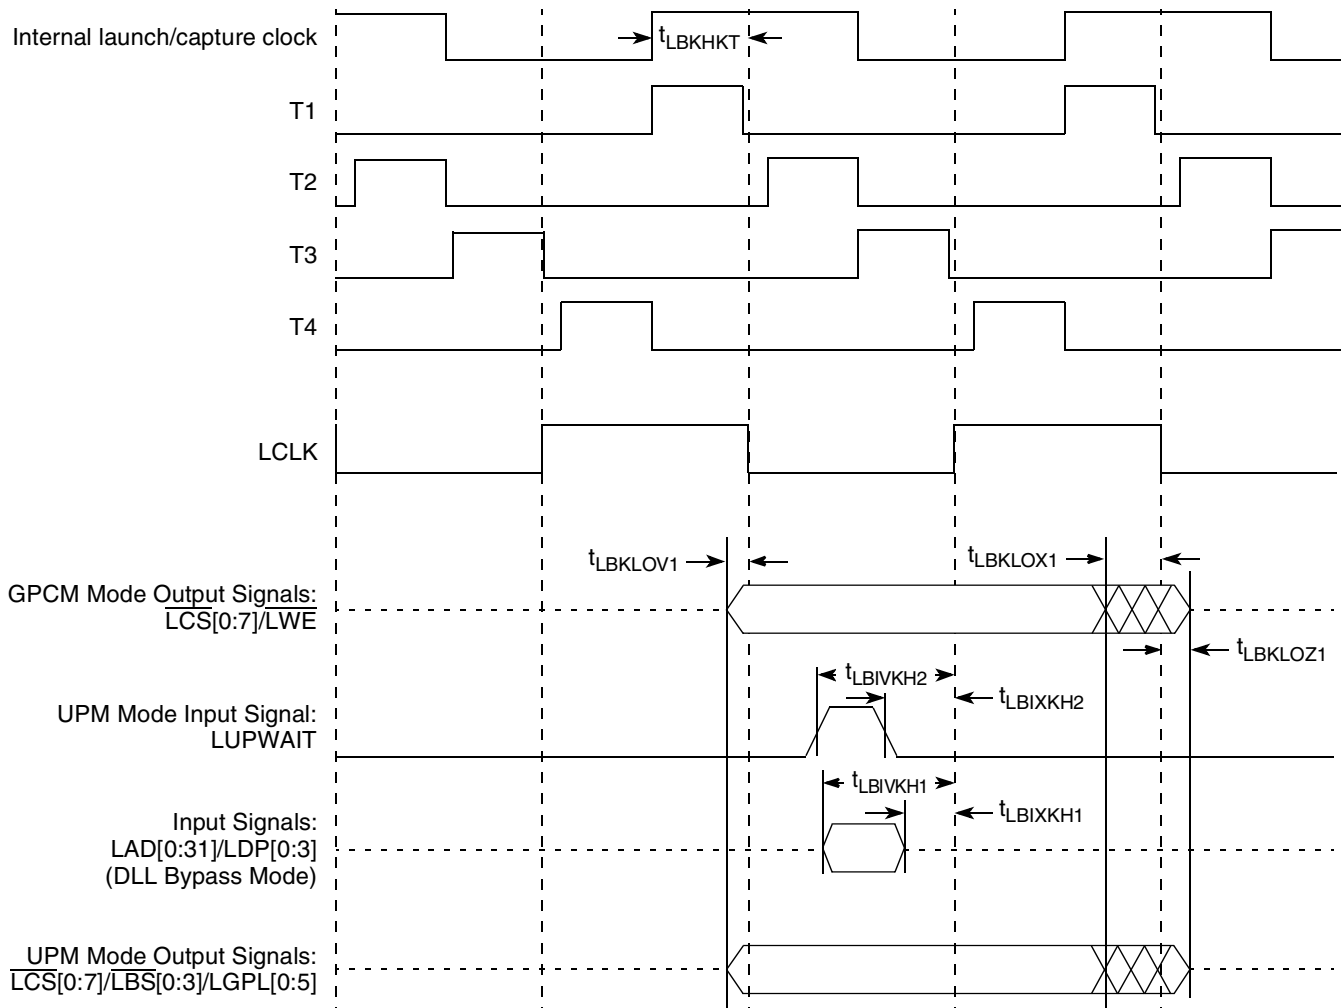 Internal launch/capture clock
tLBKHKT
T1
T2
T3
T4
LCLK
tLBKLOV1
tLBKLOX1
GPCM Mode Output Signals:
LCS[0:7]/LWE
tLBKLOZ1
tLBIVKH2
tLBIXKH2
UPM Mode Input Signal:
LUPWAIT
tLBIVKH1
tLBIXKH1
Input Signals:
LAD[0:31]/LDP[0:3]
(DLL Bypass Mode)
UPM Mode Output Signals:
LCS[0:7]/LBS[0:3]/LGPL[0:5]